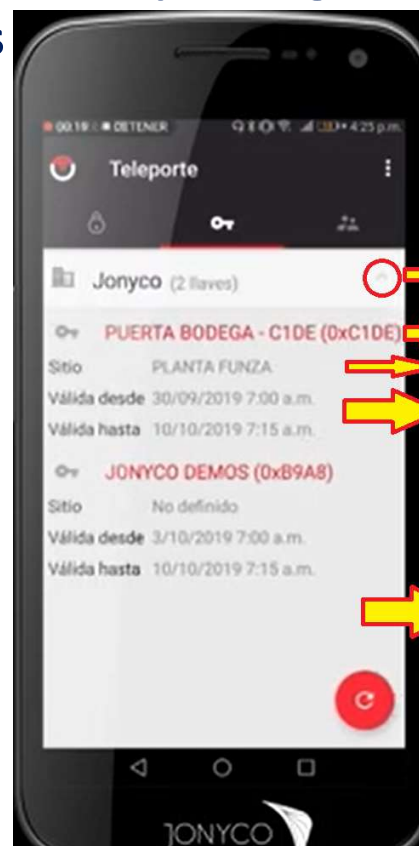 S
00:19 DETENER 4:25 p.m.
Teleporte
Jonyco (2 llaves)
PUERTA BODEGA - C1DE (0xC1DE)
Sitio PLANTA FUNZA
Válida desde 30/09/2019 7:00 a.m.
Válida hasta 10/10/2019 7:15 a.m.
JONYCO DEMOS (0xB9A8)
Sitio No definido
Válida desde 3/10/2019 7:00 a.m.
Válida hasta 10/10/2019 7:15 a.m.
JONYCO